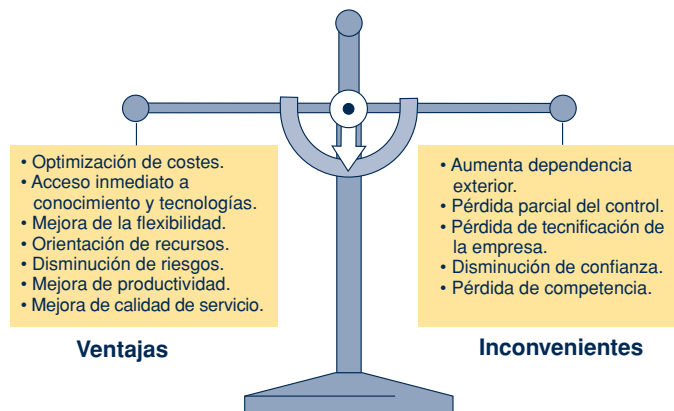 • Optimización de costes.
• Acceso inmediato a
conocimiento y tecnologías.
• Mejora de la flexibilidad.
• Orientación de recursos.
• Disminución de riesgos.
• Mejora de productividad.
• Mejora de calidad de servicio.
Ventajas
• Aumenta dependencia
exterior.
• Pérdida parcial del control.
• Pérdida de tecnificación de
la empresa.
• Disminución de confianza.
• Pérdida de competencia.
Inconvenientes